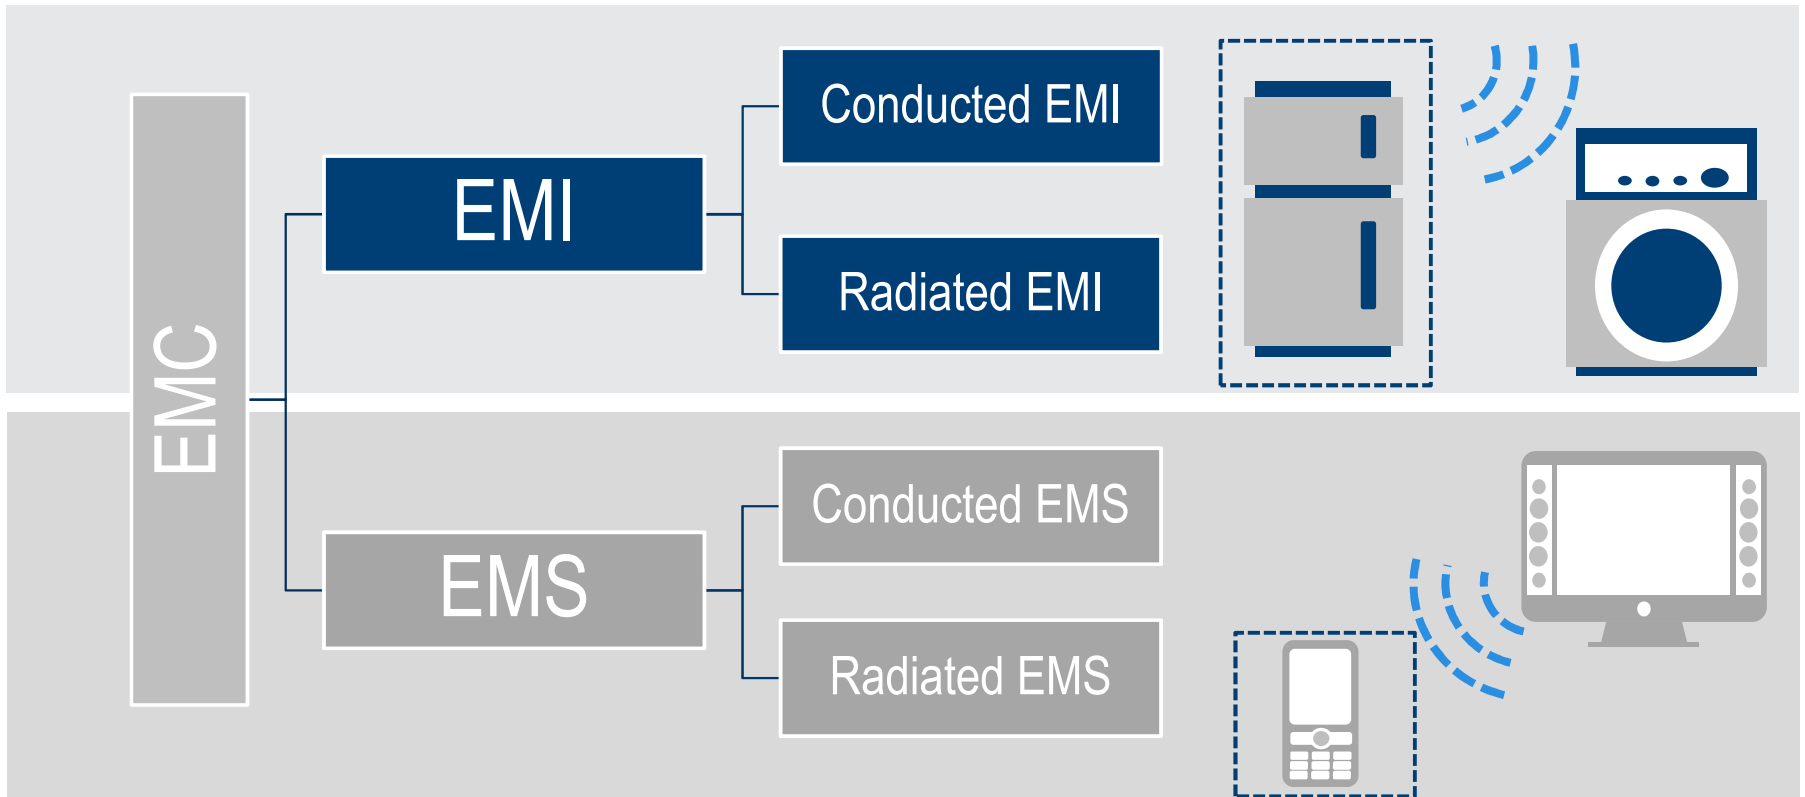 EMC
EMI
Conducted EMI
Radiated EMI
EMS
Conducted EMS
Radiated EMS